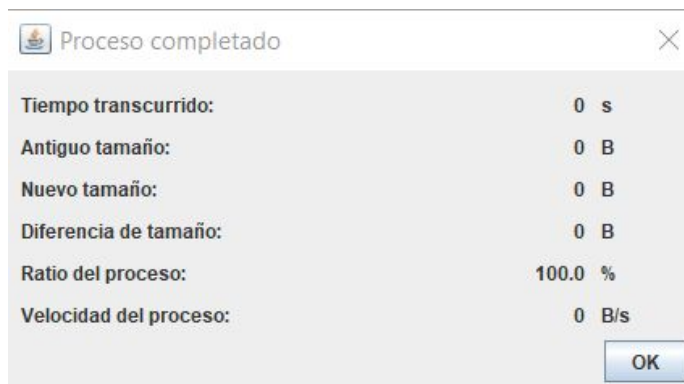 Proceso completado
Tiempo transcurrido: 0 s
Antiguo tamaño: 0 B
Nuevo tamaño: 0 B
Diferencia de tamaño: 0 B
Ratio del proceso: 100.0 %
Velocidad del proceso: 0 B/s
OK